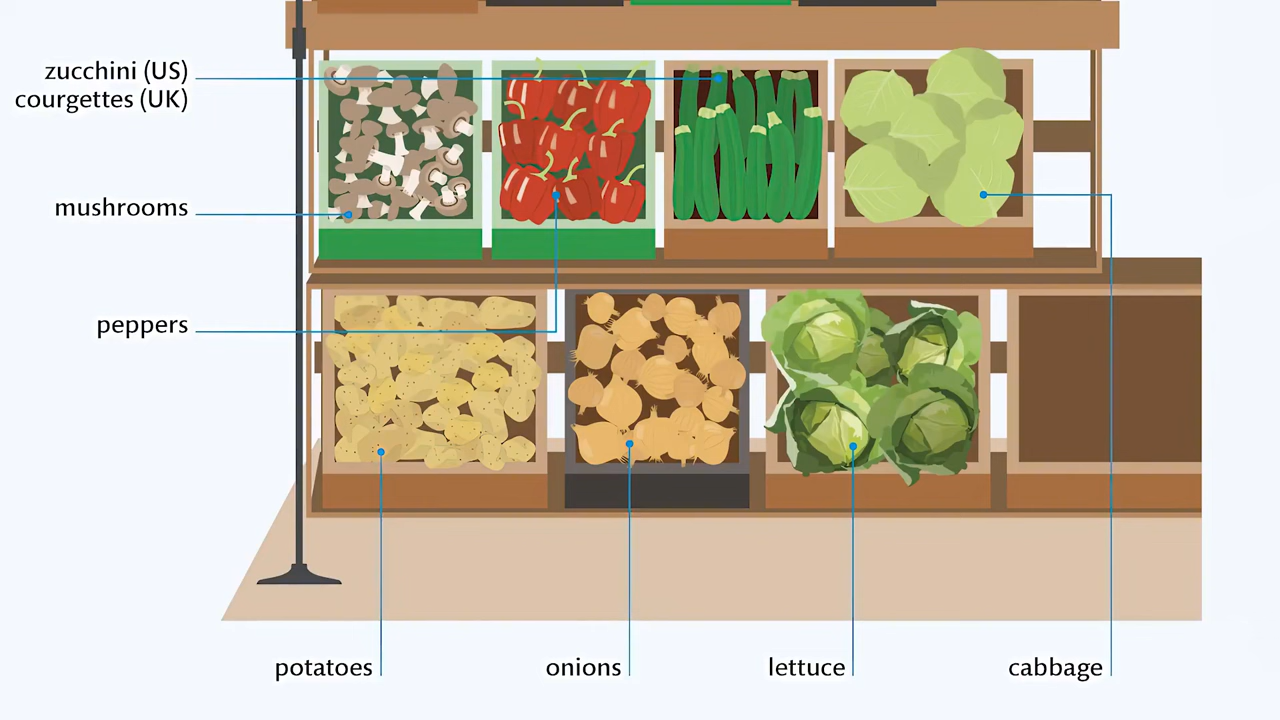 zucchini (US)
courgettes (UK)
mushrooms
peppers
potatoes
onions
lettuce
cabbage